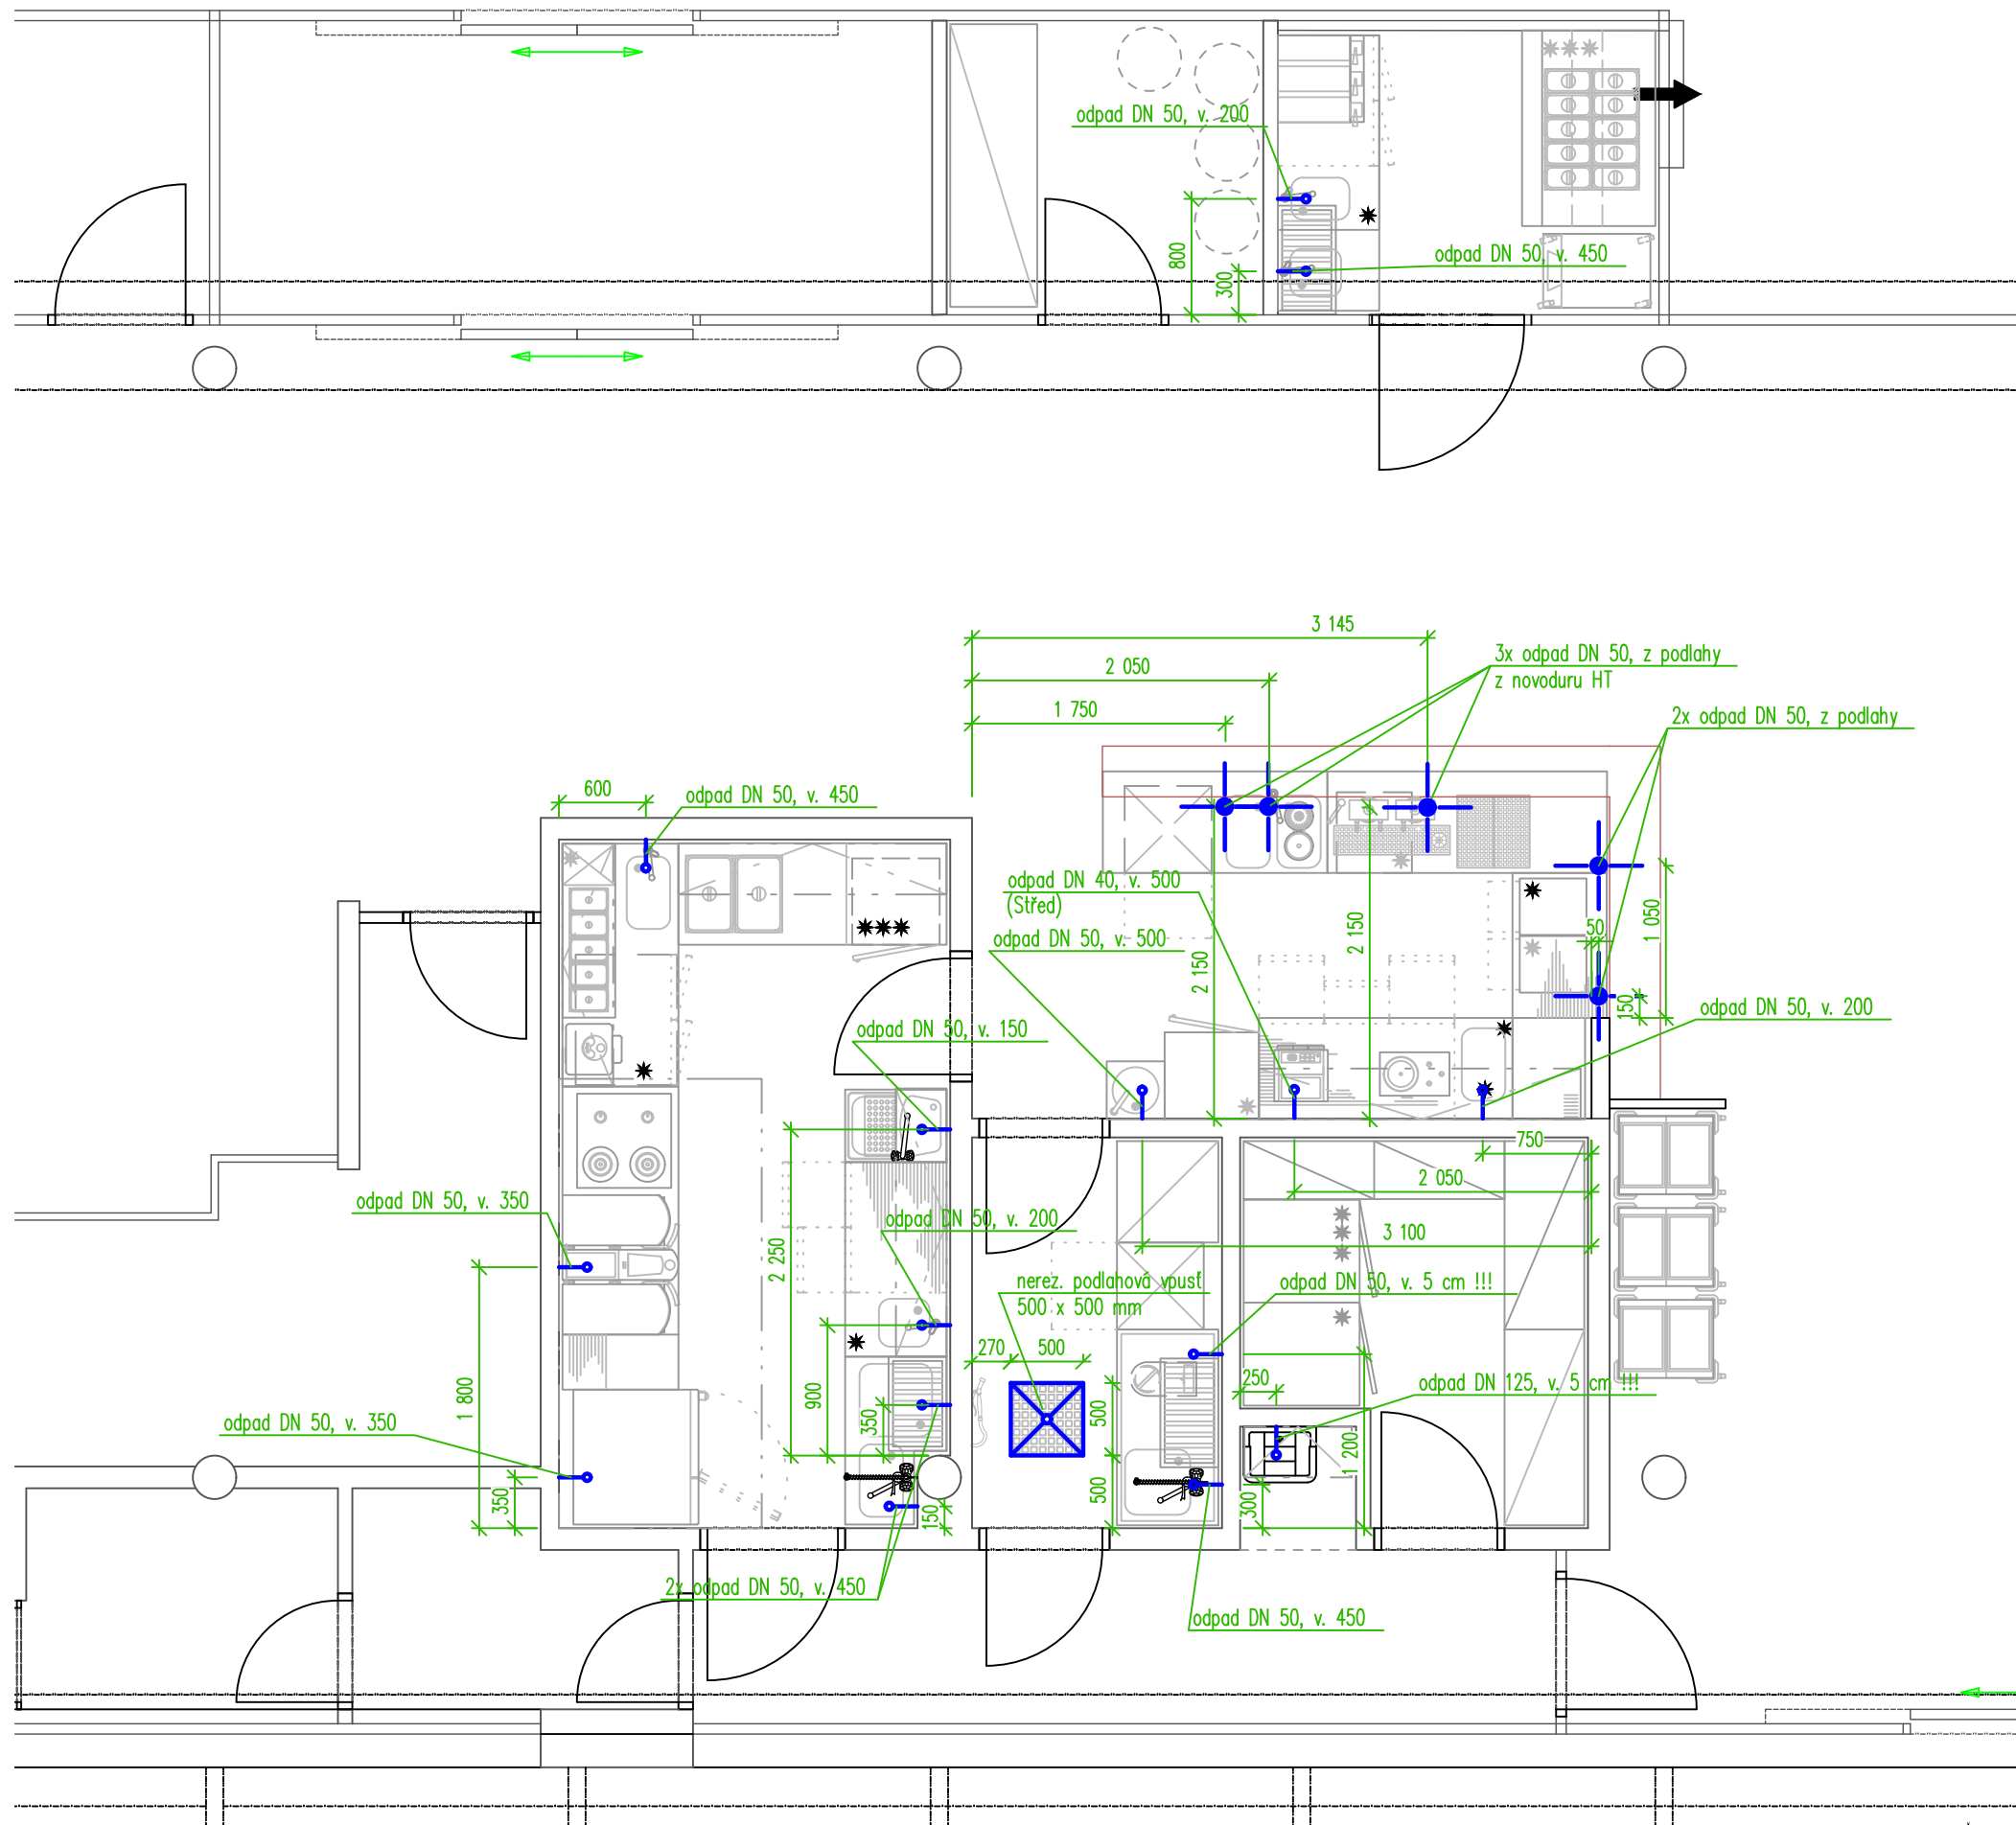 odpad DN 50, v. 200
800
300
odpad DN 50, v. 450
3 145
2 050
1 750
3x odpad DN 50, z podlahy
z novoduru HT
2x odpad DN 50, z podlahy
600
odpad DN 50, v. 450
odpad DN 40, v. 500
(Střed)
odpad DN 50, v. 500
2 150
2 150
50
1 050
150
odpad DN 50, v. 200
odpad DN 50, v. 150
750
2 050
3 100
odpad DN 50, v. 350
odpad DN 50, v. 200
2 250
nerez. podlahová vpusť
500 x 500 mm
odpad DN 50, v. 5 cm !!!
270
500
250
odpad DN 125, v. 5 cm !!!
1 800
900
350
500
odpad DN 50, v. 350
1 200
350
150
500
300
2x odpad DN 50, v. 450
odpad DN 50, v. 450